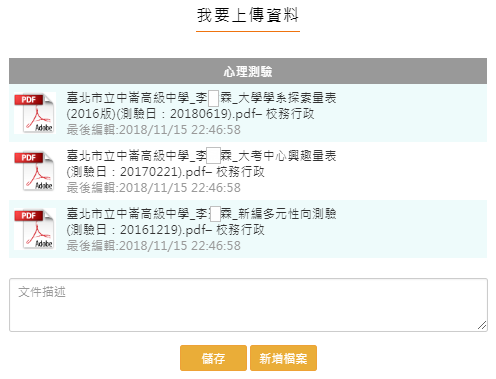 我要上傳資料
心理測驗
PDF
Adobe
臺北市立中崙高級中學_李 霖_大學學系探索量表
(2016版)(測驗日：20180619).pdf– 校務行政
最後編輯:2018/11/15 22:46:58
PDF
Adobe
臺北市立中崙高級中學_李 霖_大考中心興趣量表
(測驗日：20170221).pdf– 校務行政
最後編輯:2018/11/15 22:46:58
PDF
Adobe
臺北市立中崙高級中學_李 霖_新編多元性向測驗
(測驗日：20161219).pdf– 校務行政
最後編輯:2018/11/15 22:46:58
文件描述
儲存 新增檔案